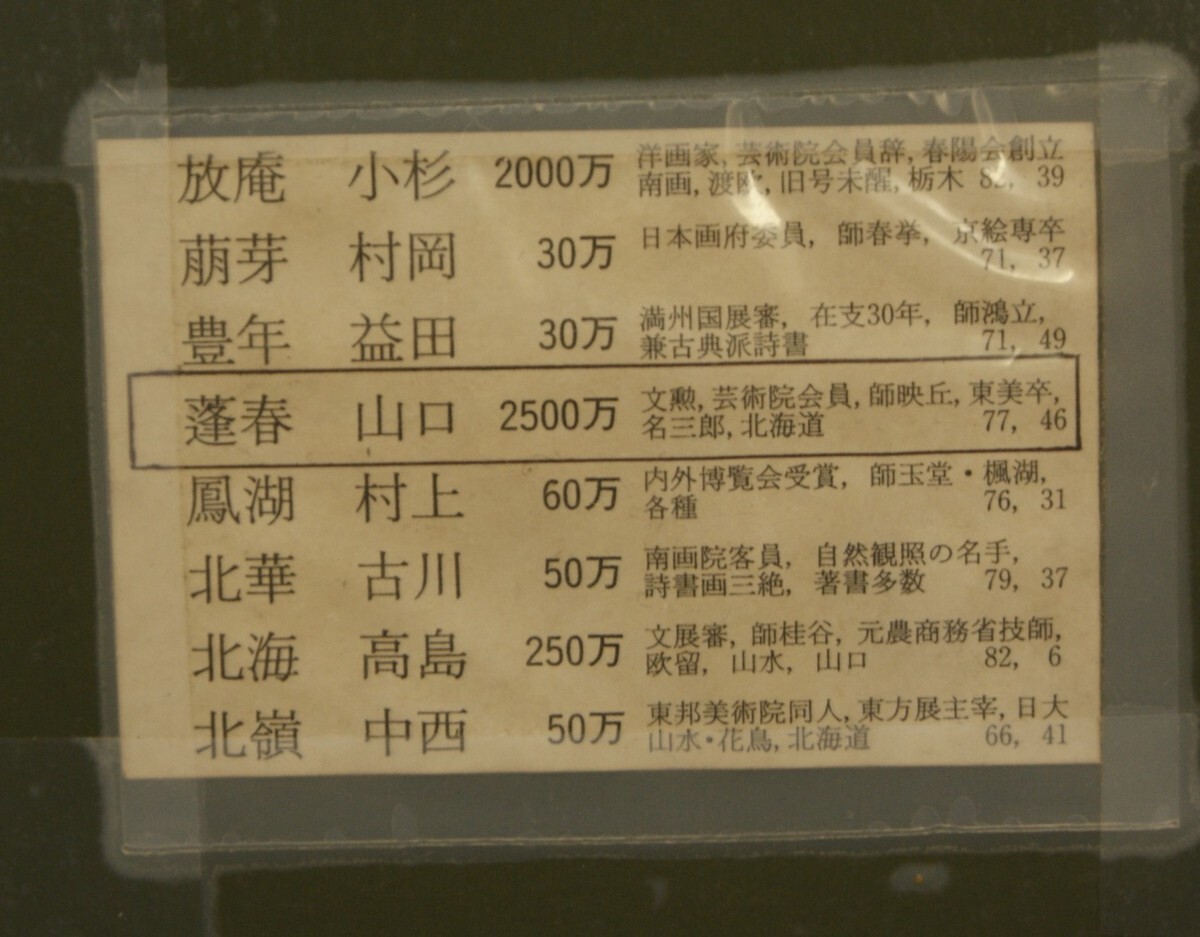 放庵 小杉 2000万 洋画家, 芸術院会員辞, 春陽会創立
南画, 渡欧, 旧号未醒, 栃木 82, 39
萠芽 村岡 30万 日本画府委員, 師春挙, 京絵専卒
71, 37
豊年 益田 30万 満州国展審, 在支30年, 師鴻立,
兼古典派詩書 71, 49
蓬春 山口 2500万 文勲, 芸術院会員, 師映丘, 東美卒,
名三郎, 北海道 77, 46
鳳湖 村上 60万 内外博覧会受賞, 師玉堂・楓湖,
各種 76, 31
北華 古川 50万 南画院客員, 自然観照の名手,
詩書画三絶, 著書多数 79, 37
北海 高島 250万 文展審, 師桂谷, 元農商務省技師,
欧留, 山水, 山口 82, 6
北嶺 中西 50万 東邦美術院同人, 東方展主宰, 日大
山水・花鳥, 北海道 66, 41